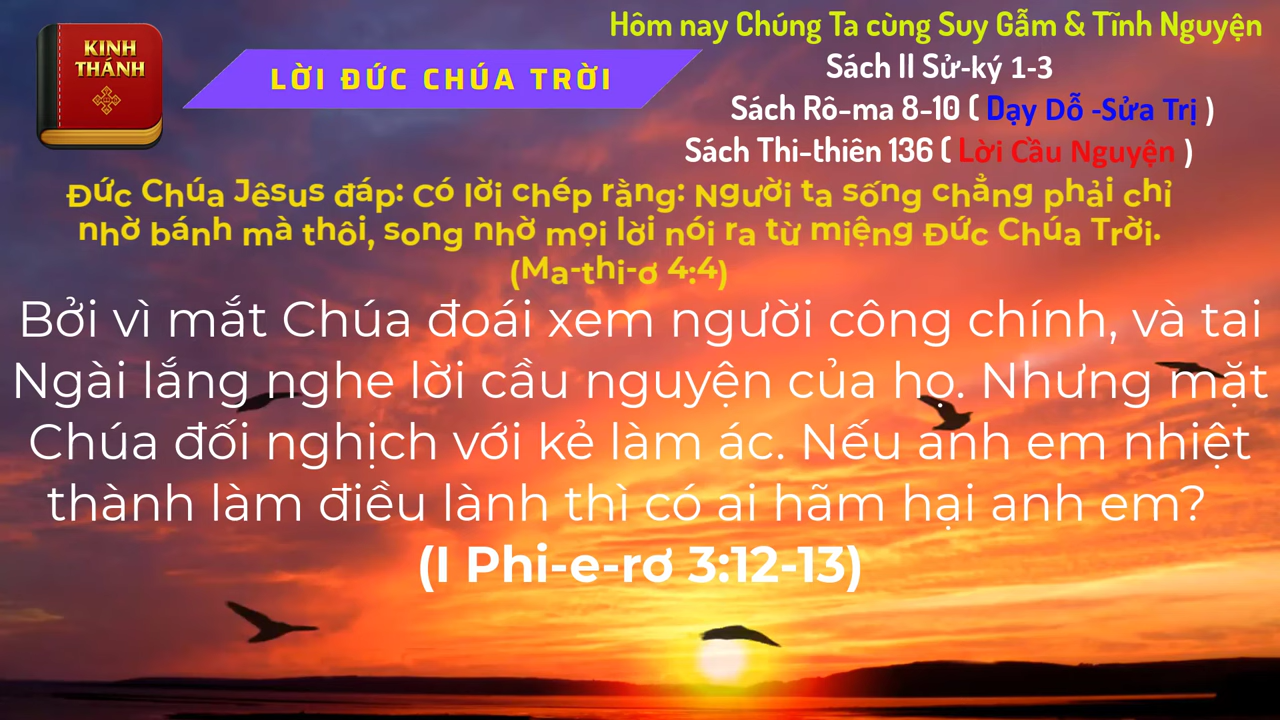 KINH
THÁNH
LỜI ĐỨC CHÚA TRỜI
Hôm nay Chúng Ta cùng Suy Gẫm & Tĩnh Nguyện
Sách II Sử-ký 1-3
Sách Rô-ma 8-10 ( Dạy Dỗ -Sửa Trị )
Sách Thi-thiên 136 ( Lời Cầu Nguyện )
Đức Chúa Jêsus đáp: Có lời chép rằng: Người ta sống chẳng phải chỉ
nhờ bánh mà thôi, song nhờ mọi lời nói ra từ miệng Đức Chúa Trời.
(Ma-thi-ơ 4:4)
Bởi vì mắt Chúa đoái xem người công chính, và tai
Ngài lắng nghe lời cầu nguyện của họ. Nhưng mặt
Chúa đối nghịch với kẻ làm ác. Nếu anh em nhiệt
thành làm điều lành thì có ai hãm hại anh em?
(I Phi-e-rơ 3:12-13)